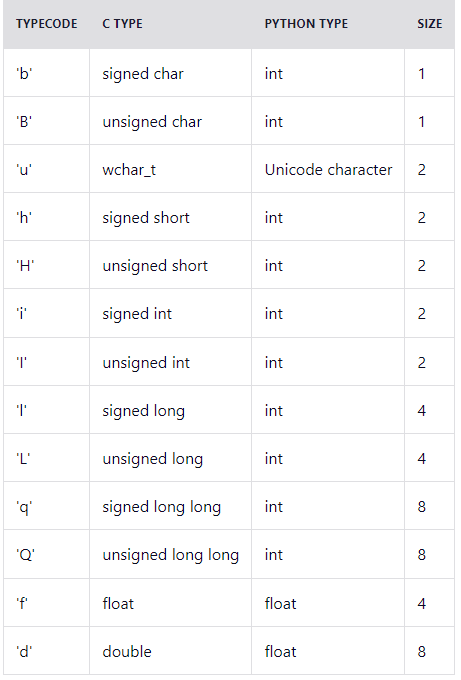 TYPECODE C TYPE PYTHON TYPE SIZE
'b' signed char int 1
'B' unsigned char int 1
'u' wchar_t Unicode character 2
'h' signed short int 2
'H' unsigned short int 2
'i' signed int int 2
'I' unsigned int int 2
'l' signed long int 4
'L' unsigned long int 4
'q' signed long long int 8
'Q' unsigned long long int 8
'f' float float 4
'd' double float 8